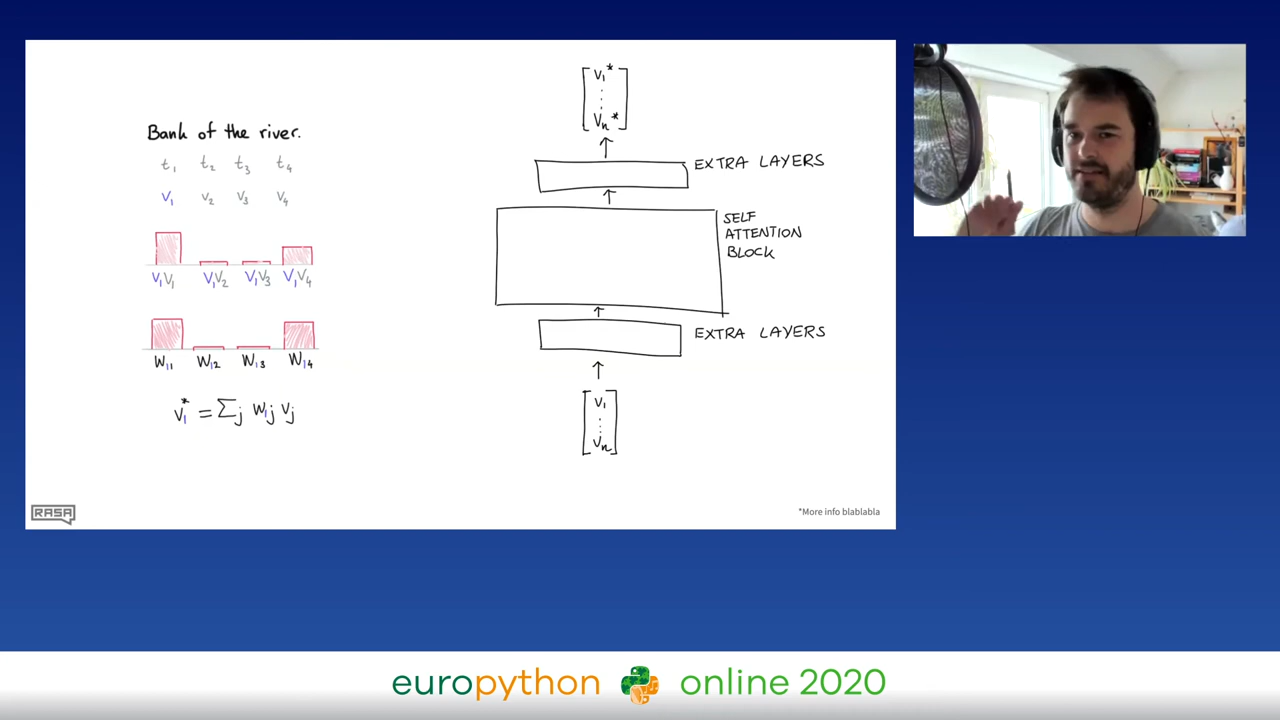 Bank of the river.
t1 t2 t3 t4
v1 v2 v3 v4
v1v1 v1v2 v1v3 v1v4
W11 W12 W13 W14
v1* = Σj w1j vj
v1*
vn*
EXTRA LAYERS
SELF
ATTENTION
BLOCK
EXTRA LAYERS
v1
vn
RASA
*More info blablabla
europython online 2020